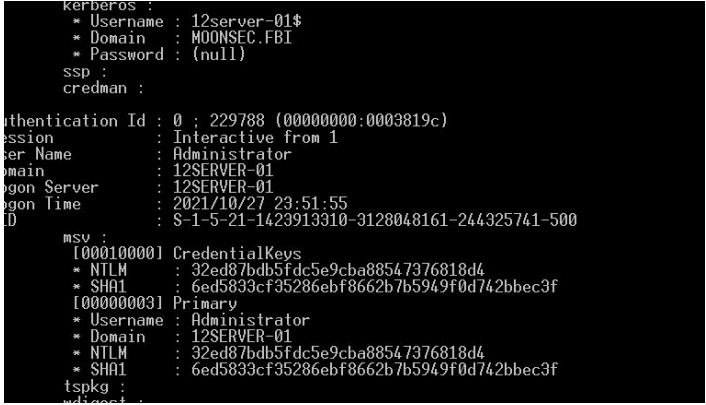 kerberos :
* Username : 12server-01$
* Domain : MOONSEC.FBI
* Password : (null)
ssp :
credman :
uthentication Id : 0 ; 229788 (00000000:0003819c)
ession : Interactive from 1
ser Name : Administrator
omain : 12SERVER-01
ogon Server : 12SERVER-01
ogon Time : 2021/10/27 23:51:55
ID : S-1-5-21-1423913310-3128048161-244325741-500
msv :
[00010000] CredentialKeys
* NTLM : 32ed87bdb5fdc5e9cba88547376818d4
* SHA1 : 6ed5833cf35286ebf8662b7b5949f0d742bbec3f
[00000003] Primary
* Username : Administrator
* Domain : 12SERVER-01
* NTLM : 32ed87bdb5fdc5e9cba88547376818d4
* SHA1 : 6ed5833cf35286ebf8662b7b5949f0d742bbec3f
tspkg :
wdigest :